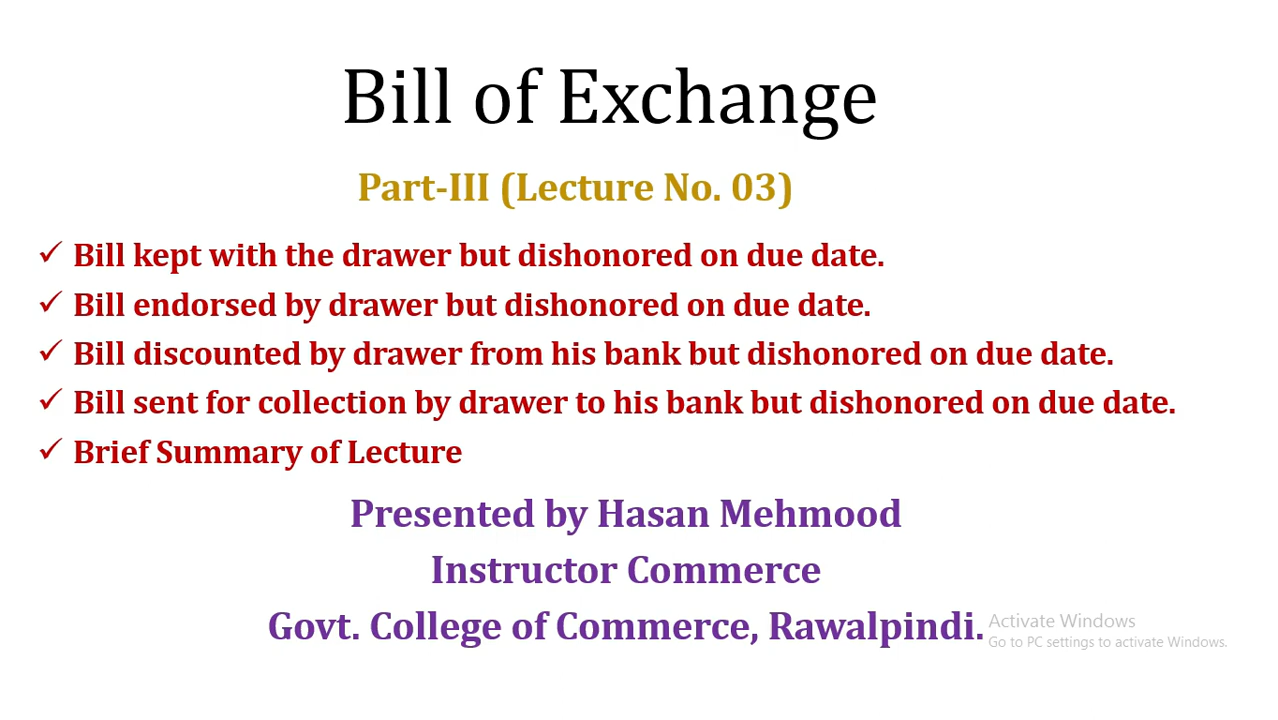 Bill of Exchange
Part-III (Lecture No. 03)
✓ Bill kept with the drawer but dishonored on due date.
✓ Bill endorsed by drawer but dishonored on due date.
✓ Bill discounted by drawer from his bank but dishonored on due date.
✓ Bill sent for collection by drawer to his bank but dishonored on due date.
✓ Brief Summary of Lecture
Presented by Hasan Mehmood
Instructor Commerce
Govt. College of Commerce, Rawalpindi.
Activate Windows
Go to PC settings to activate Windows.